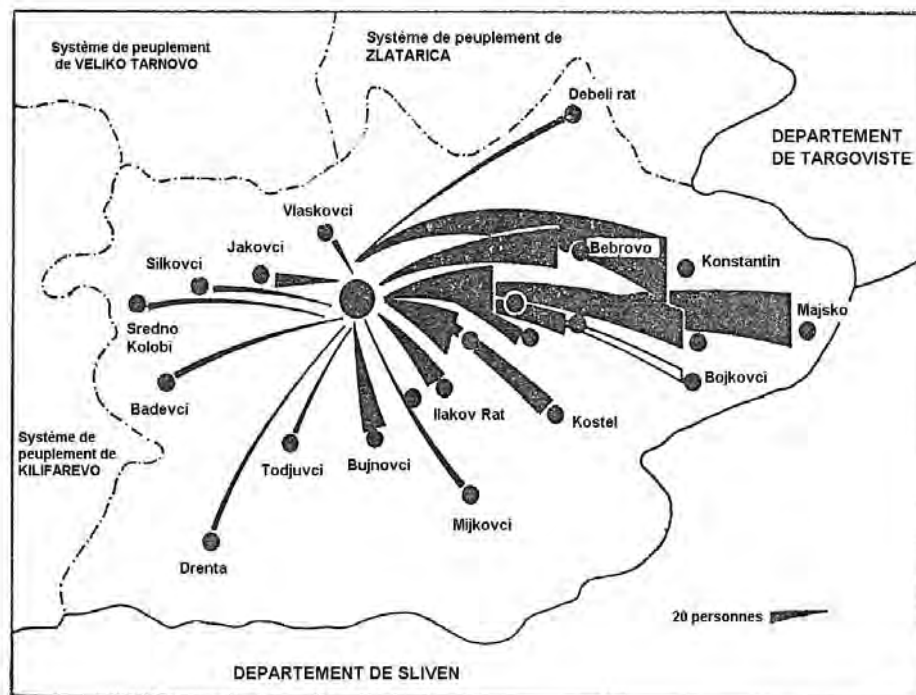 Système de peuplement
de VELIKO TARNOVO
Système de peuplement de
ZLATARICA
Debeli rat
DEPARTEMENT
DE TARGOVISTE
Vlaskovci
Jakovci
Silkovci
Bebrovo
Konstantin
Majsko
Sredno
Kolobi
Badevci
Bojkovci
Ilakov Rat
Kostel
Système de
peuplement de
KILIFAREVO
Todjuvci
Bujnovci
Mijkovci
Drenta
20 personnes
DEPARTEMENT DE SLIVEN